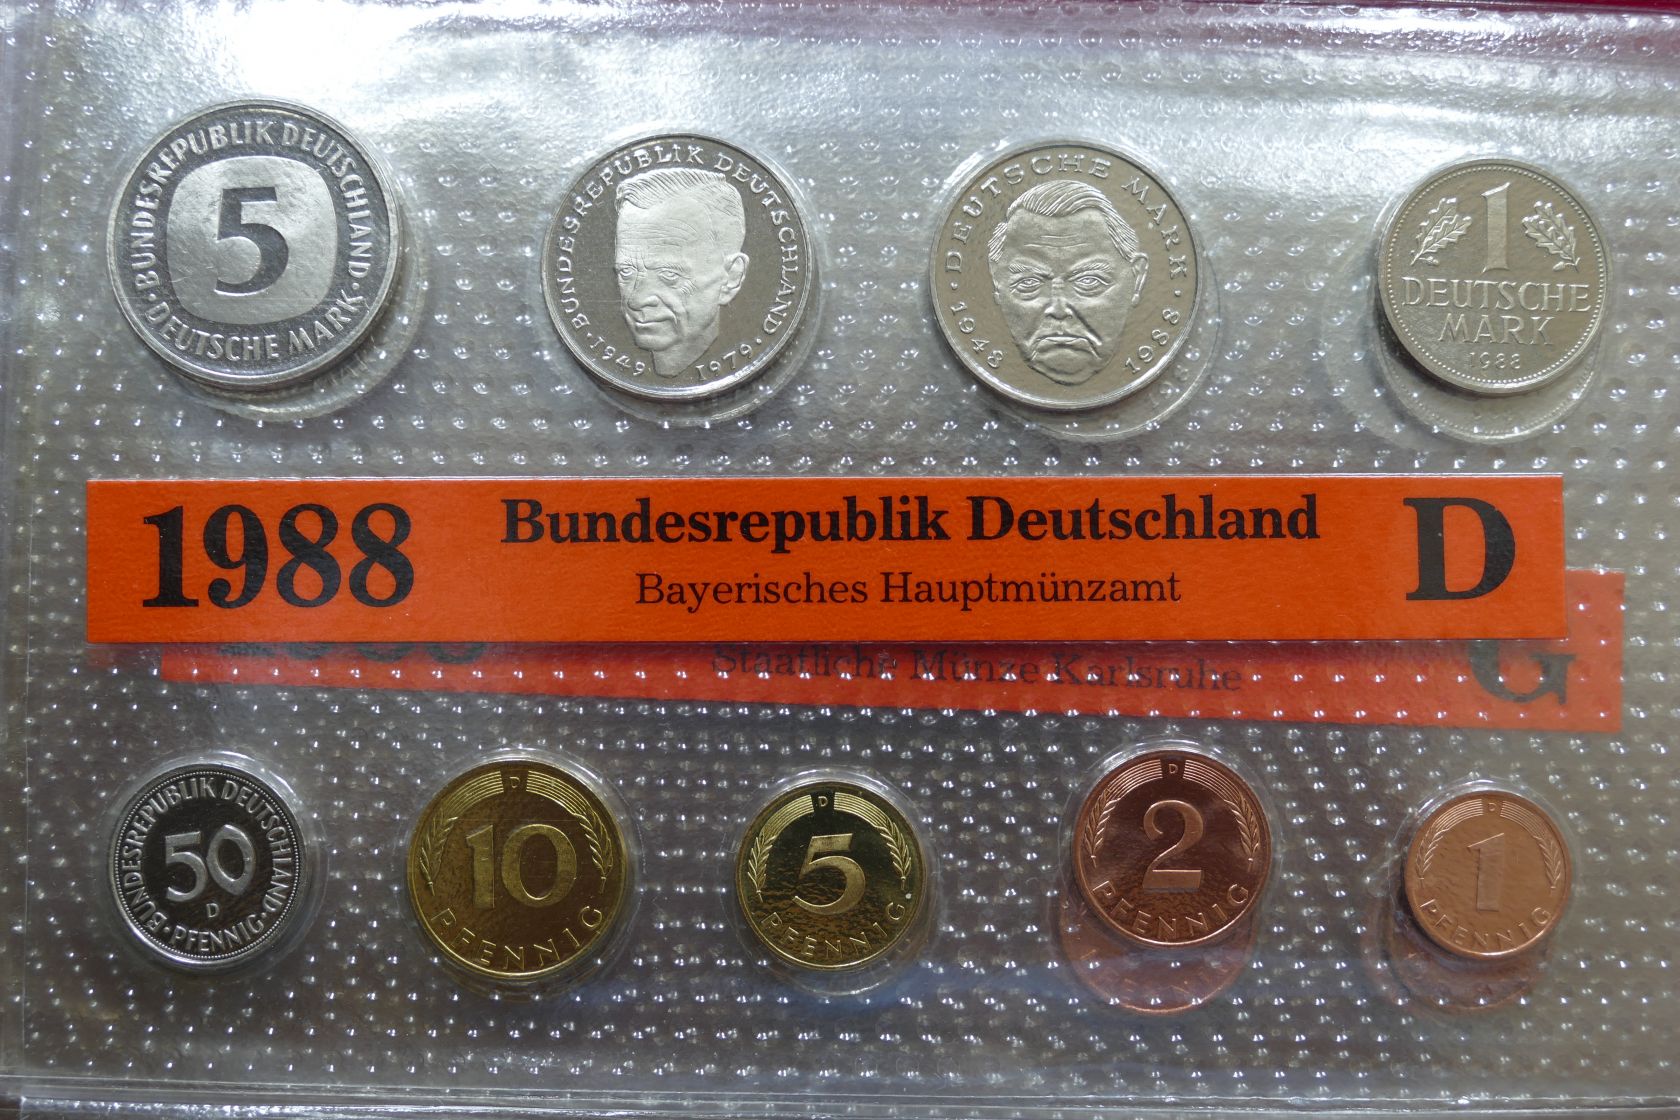 BUNDESREPUBLIK DEUTSCHLAND
5
DEUTSCHE MARK
BUNDESREPUBLIK DEUTSCHLAND
1949 1979
DEUTSCHE MARK
1948 1988
1
DEUTSCHE
MARK
1988
1988 Bundesrepublik Deutschland D
Bayerisches Hauptmünzamt
Staatliche Münze Karlsruhe G
BUNDESREPUBLIK DEUTSCHLAND
50
D
PFENNIG
D
10
PFENNIG
D
5
PFENNIG
D
2
PFENNIG
D
1
PFENNIG